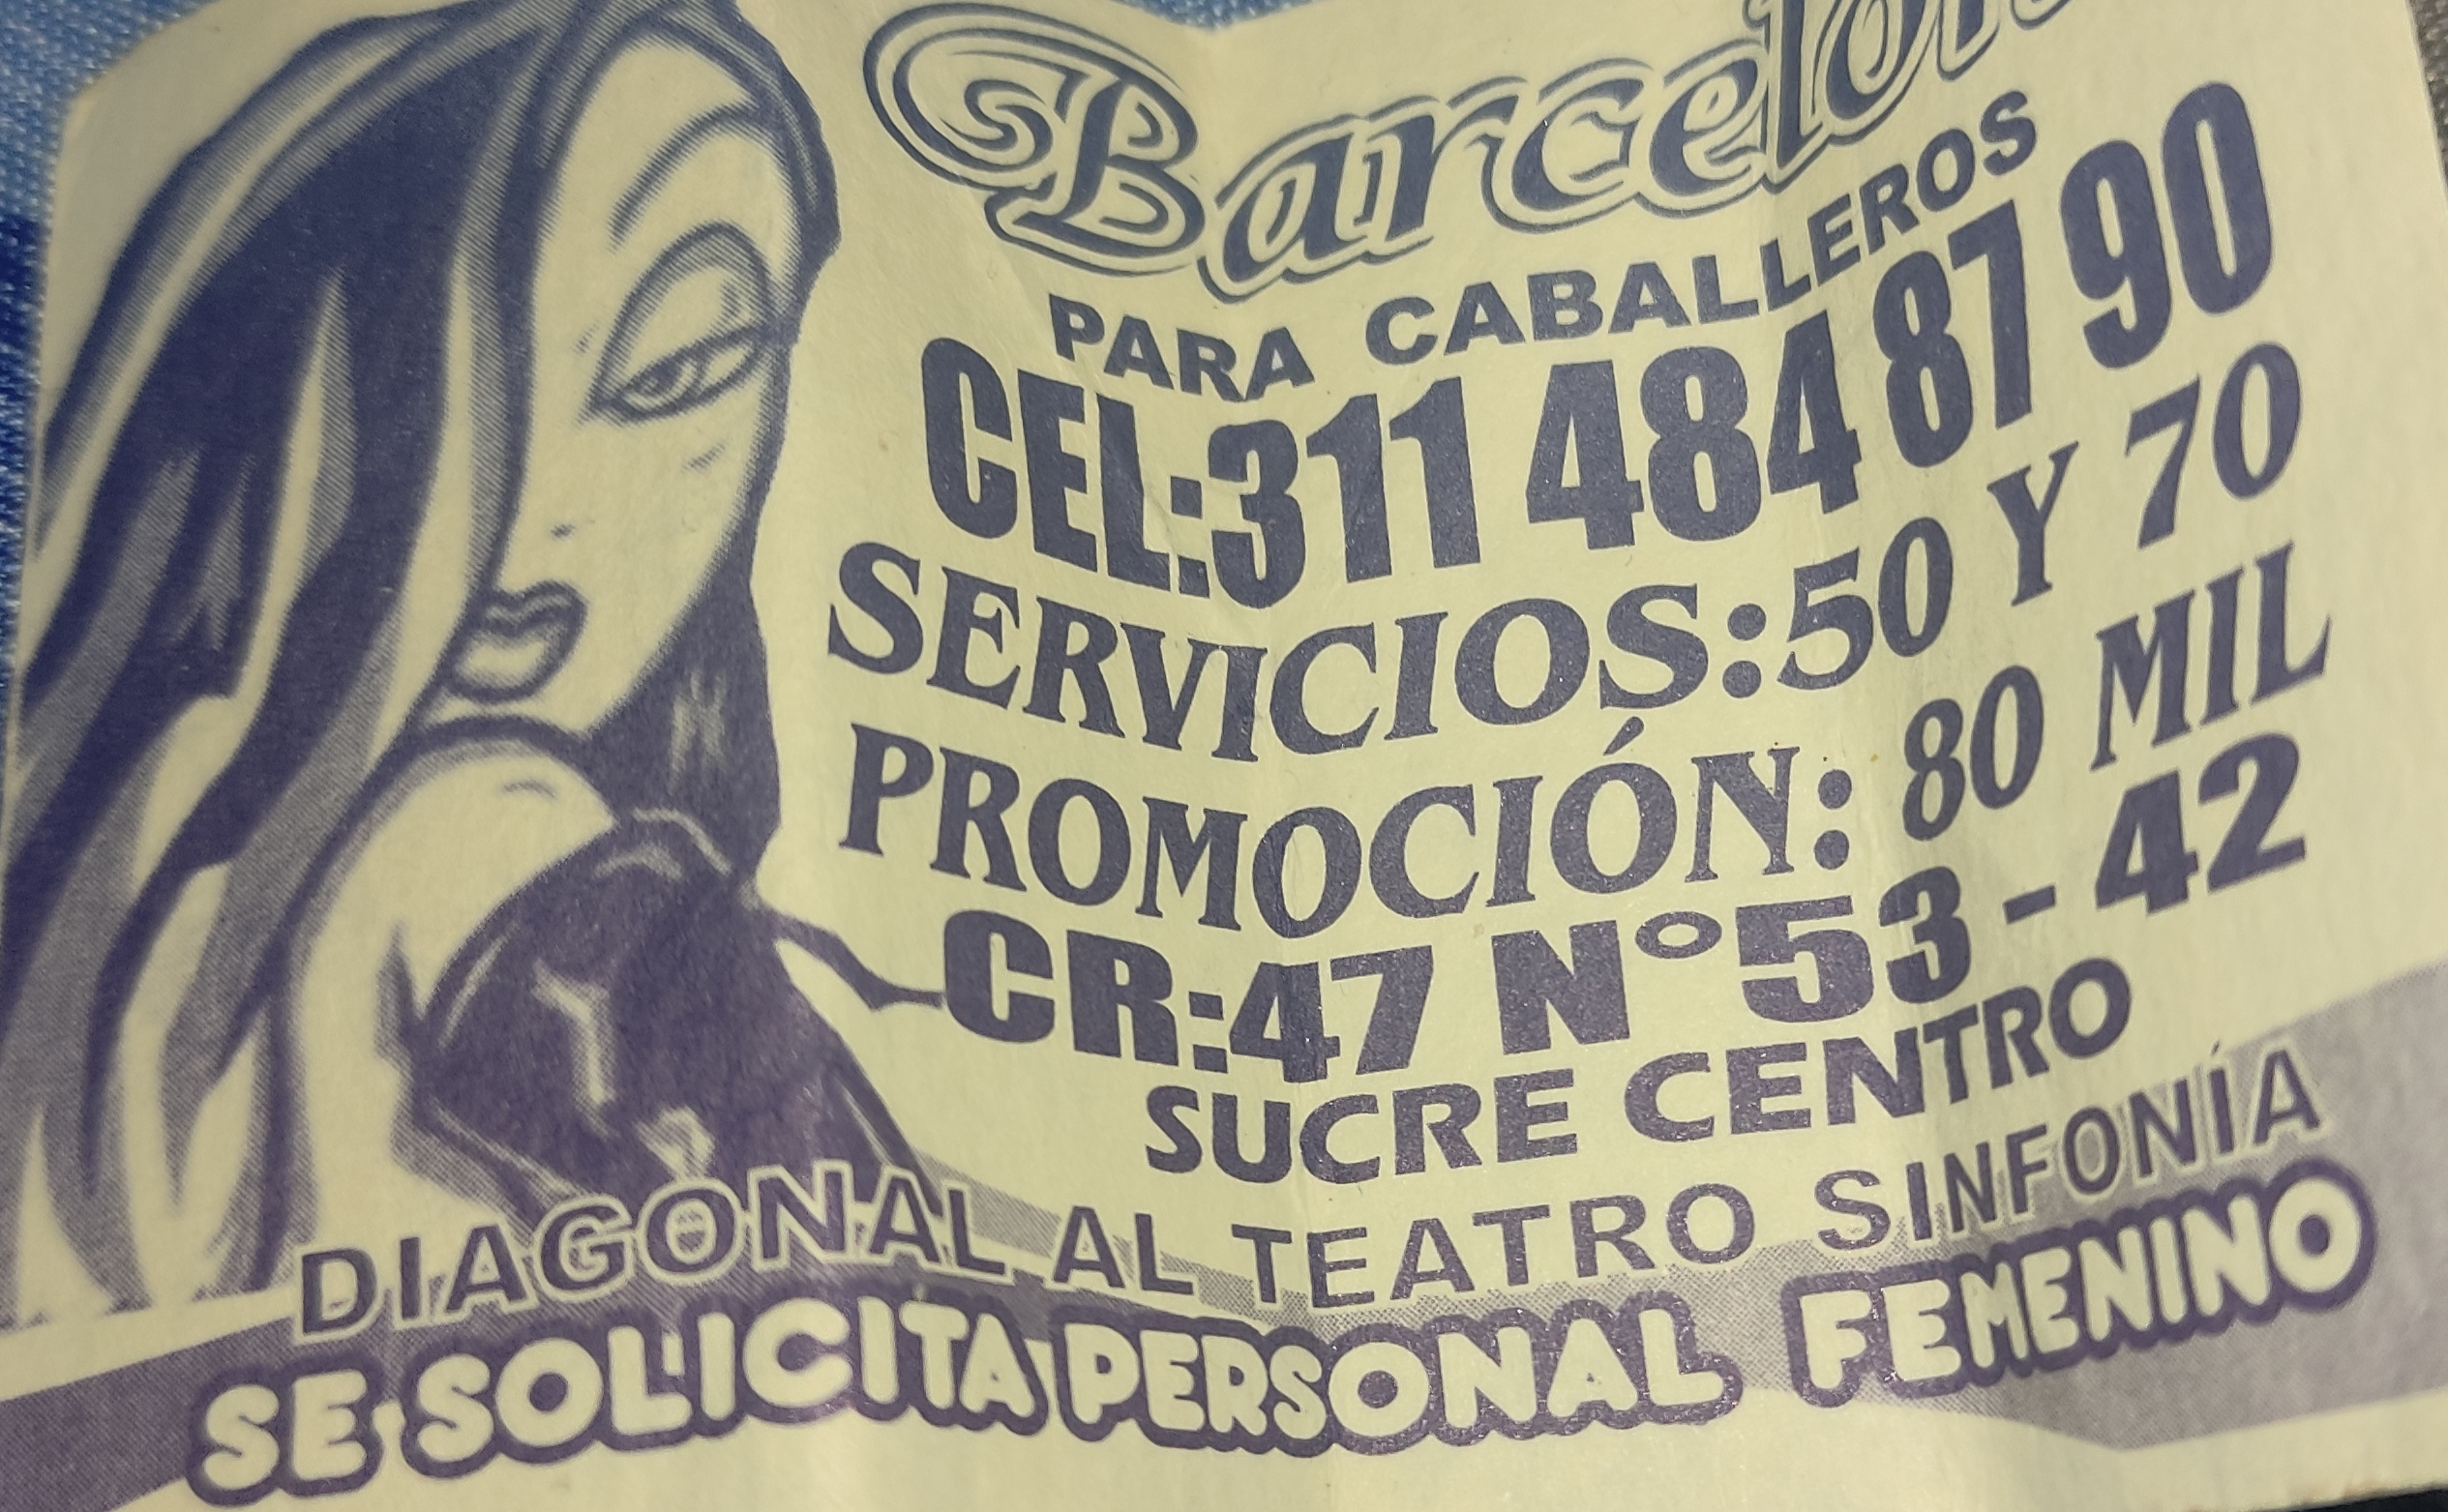 Barcelon
PARA CABALLEROS
CEL:311 484 87 90
SERVICIOS:50 Y 70
PROMOCIÓN: 80 MIL
CR:47 Nº53-42
SUCRE CENTRO
DIAGONAL AL TEATRO SINFONÍA
SE SOLICITA PERSONAL FEMENINO